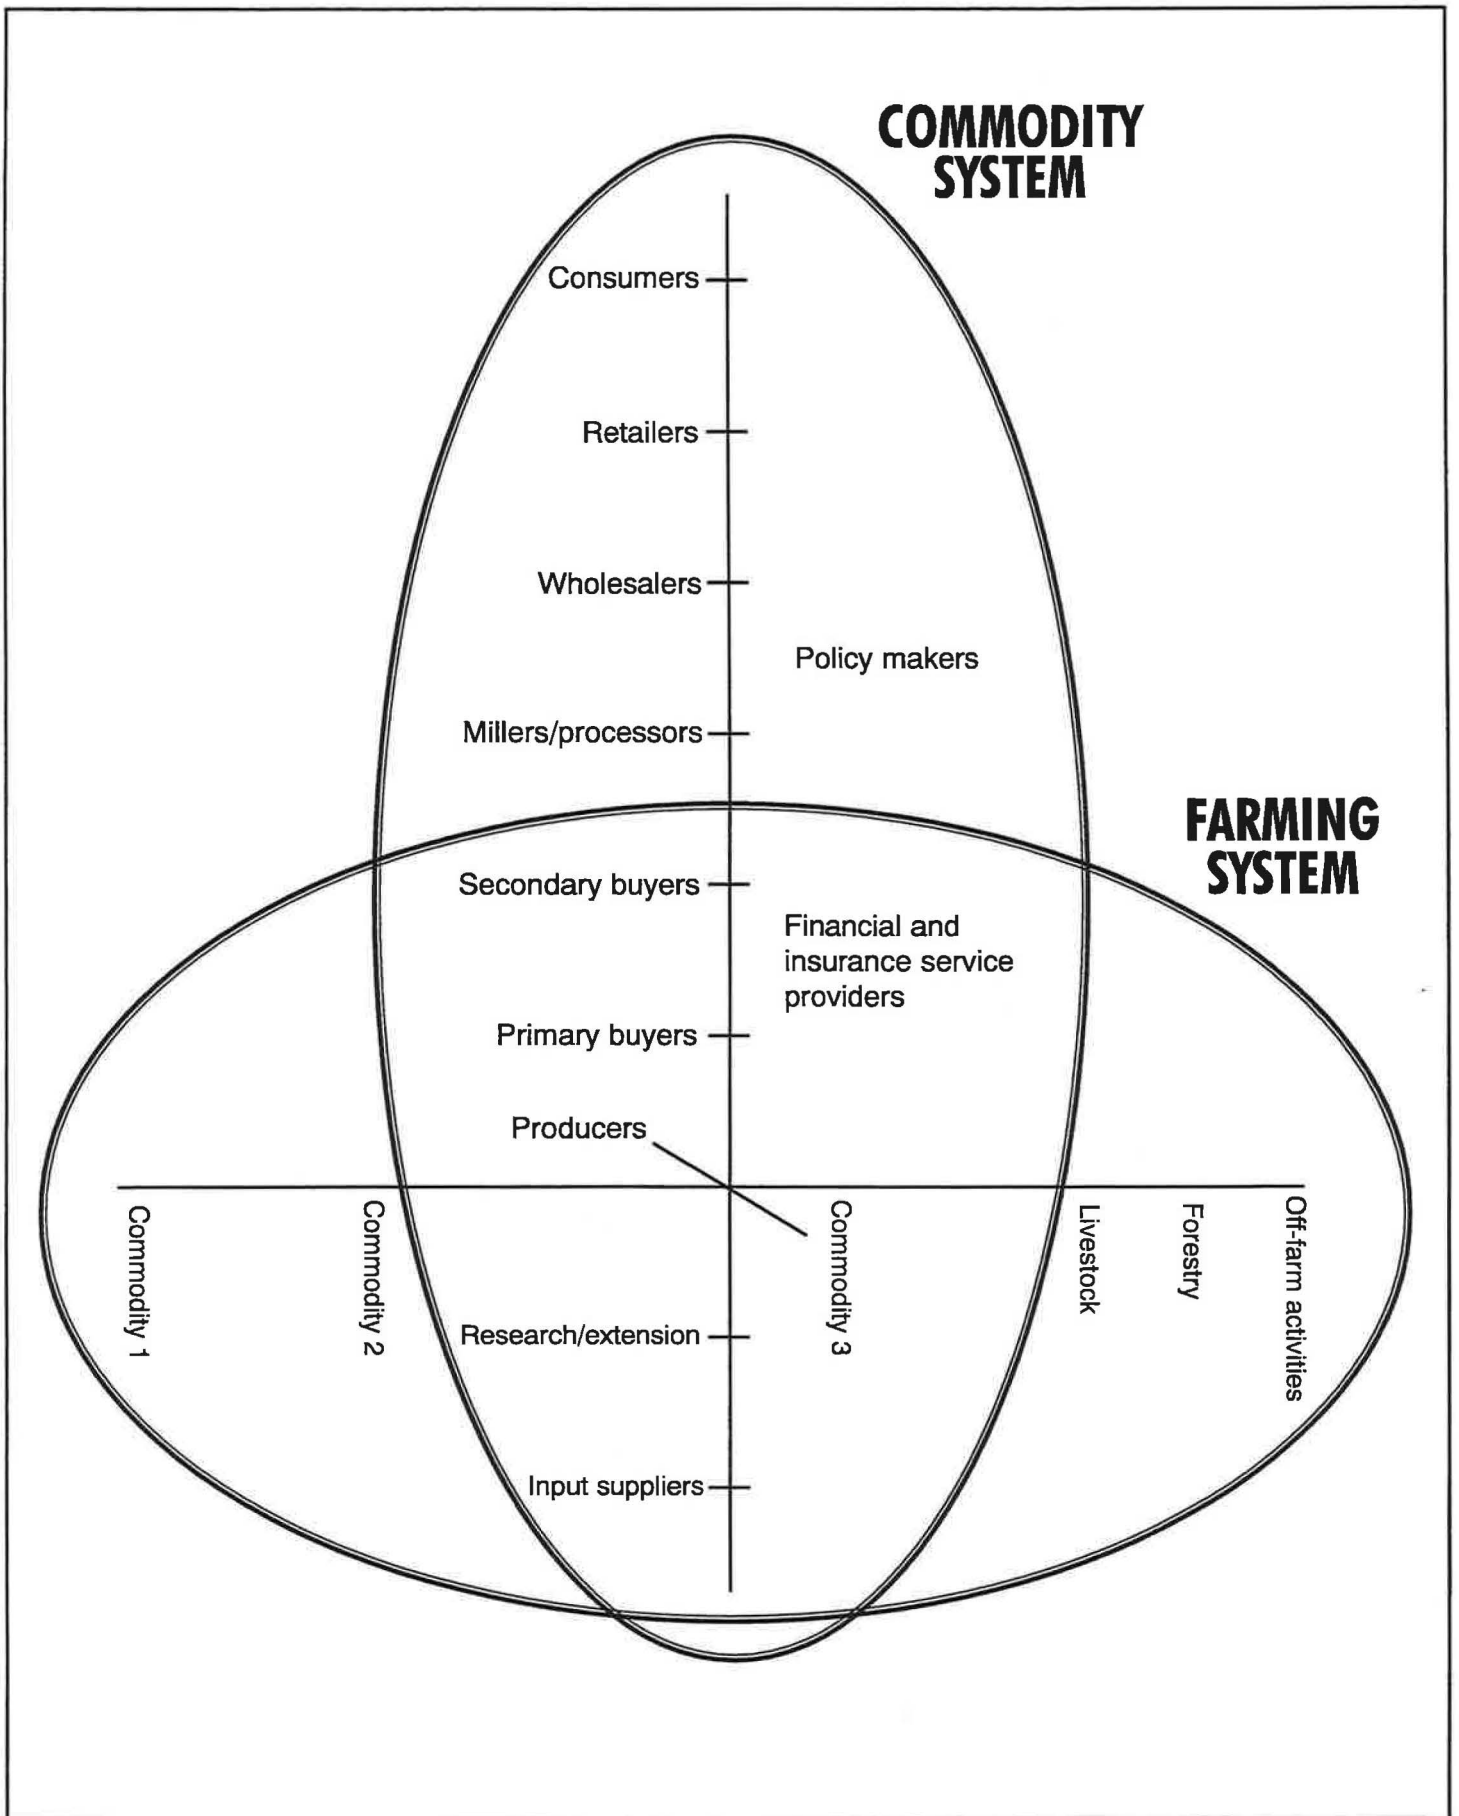 COMMODITY
SYSTEM
Consumers
Retailers
Wholesalers
Policy makers
Millers/processors
FARMING
SYSTEM
Secondary buyers
Financial and
insurance service
providers
Primary buyers
Producers
Commodity 1
Commodity 2
Commodity 3
Livestock
Forestry
Off-farm activities
Research/extension
Input suppliers